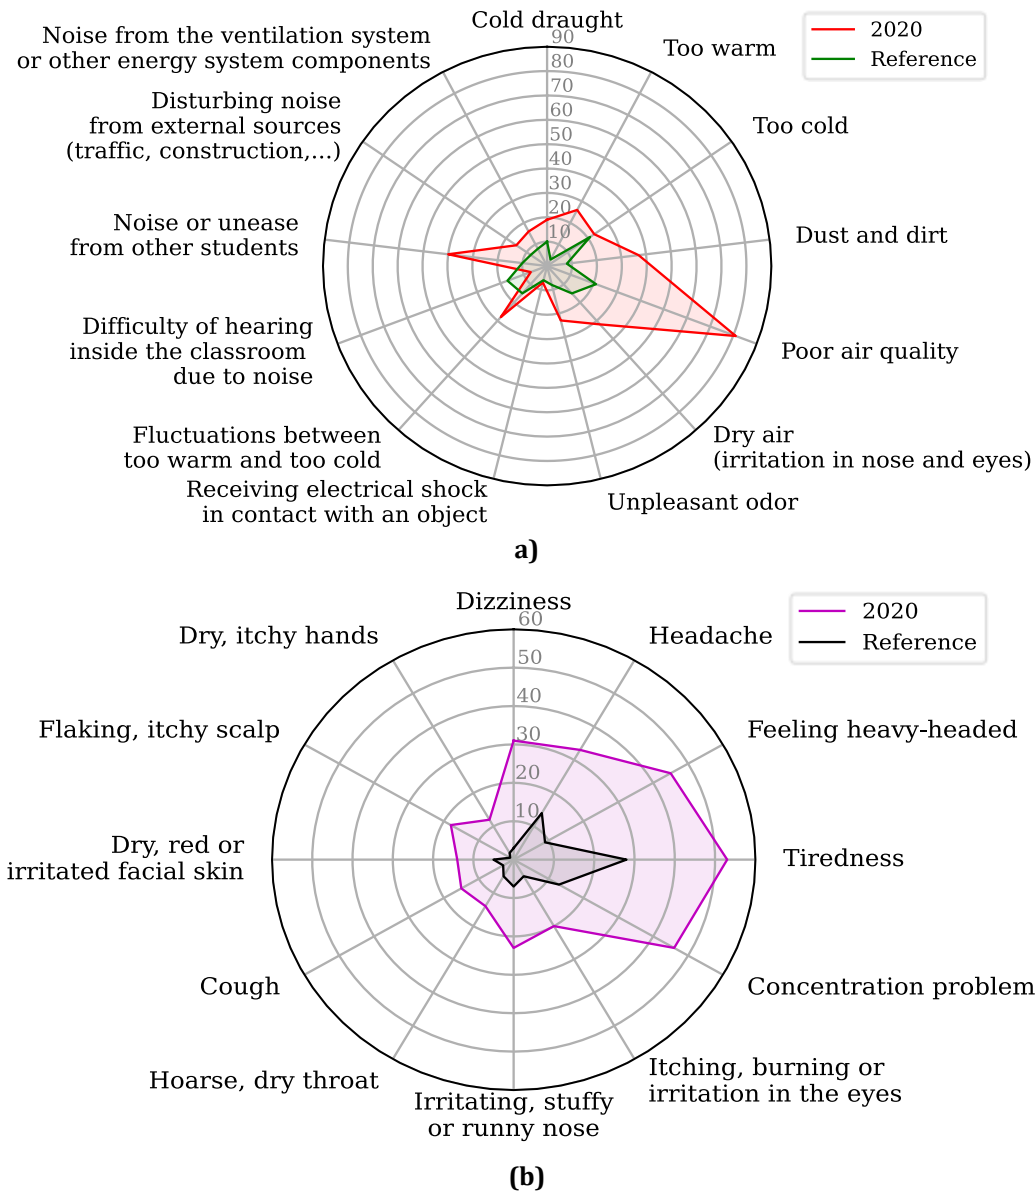 Cold draught
Too warm
Too cold
Dust and dirt
Poor air quality
Dry air
(irritation in nose and eyes)
Unpleasant odor
Receiving electrical shock
in contact with an object
Fluctuations between
too warm and too cold
Difficulty of hearing
inside the classroom
due to noise
Noise or unease
from other students
Disturbing noise
from external sources
(traffic, construction,...)
Noise from the ventilation system
or other energy system components
90
80
70
60
50
40
30
20
10
2020
Reference
a)
Dizziness
Headache
Feeling heavy-headed
Tiredness
Concentration problem
Itching, burning or
irritation in the eyes
Irritating, stuffy
or runny nose
Hoarse, dry throat
Cough
Dry, red or
irritated facial skin
Flaking, itchy scalp
Dry, itchy hands
60
50
40
30
20
10
2020
Reference
(b)